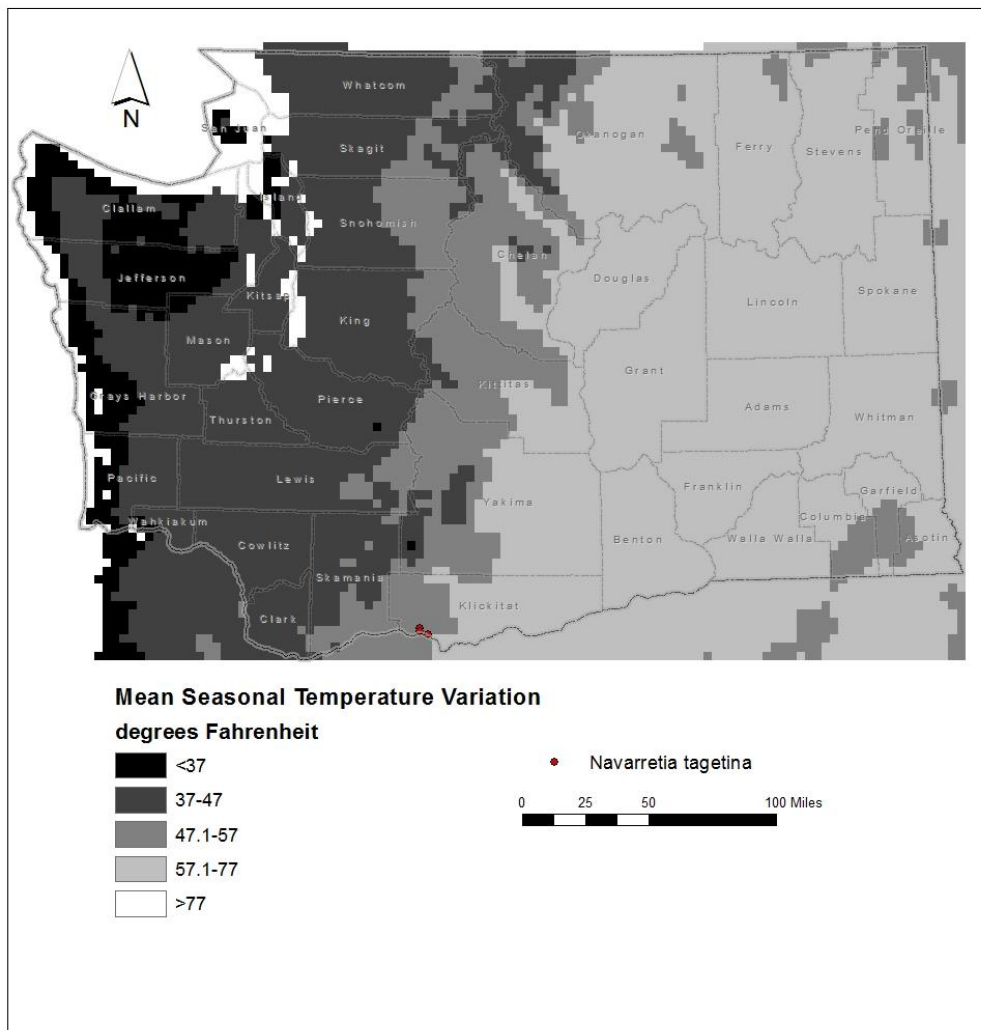 N
Whatcom
San Juan
Okanogan
Pend Oreille
Skagit
Ferry
Stevens
Island
Clallam
Snohomish
Chelan
Jefferson
Douglas
Kitsap
Lincoln
Spokane
King
Mason
Grant
Kittitas
Grays Harbor
Pierce
Adams
Thurston
Whitman
Pacific
Lewis
Yakima
Franklin
Garfield
Columbia
Wahkiakum
Cowlitz
Benton
Walla Walla
Asotin
Skamania
Klickitat
Clark
Mean Seasonal Temperature Variation
degrees Fahrenheit
<37
37-47
47.1-57
57.1-77
>77
Navarretia tagetina
0 25 50 100 Miles